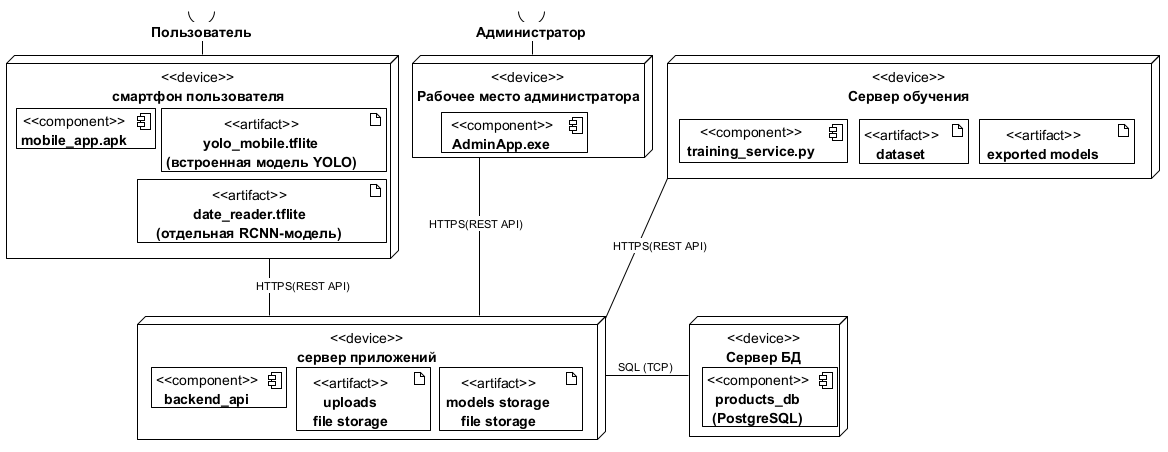 Пользователь
Администратор
<<device>>
смартфон пользователя
<<component>>
mobile_app.apk
<<artifact>>
yolo_mobile.tflite
(встроенная модель YOLO)
<<artifact>>
date_reader.tflite
(отдельная RCNN-модель)
<<device>>
Рабочее место администратора
<<component>>
AdminApp.exe
<<device>>
Сервер обучения
<<component>>
training_service.py
<<artifact>>
dataset
<<artifact>>
exported models
HTTPS(REST API)
HTTPS(REST API)
HTTPS(REST API)
<<device>>
сервер приложений
<<component>>
backend_api
<<artifact>>
uploads
file storage
<<artifact>>
models storage
file storage
SQL (TCP)
<<device>>
Сервер БД
<<component>>
products_db
(PostgreSQL)